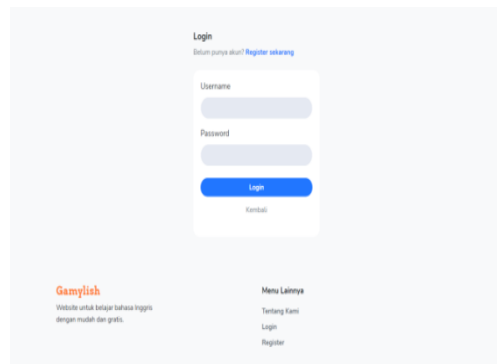 Login
Belum punya akun? Register sekarang
Username
Password
Login
Kembali
Gamylish
Website untuk belajar bahasa Inggris
dengan mudah dan gratis.
Menu Lainnya
Tentang Kami
Login
Register